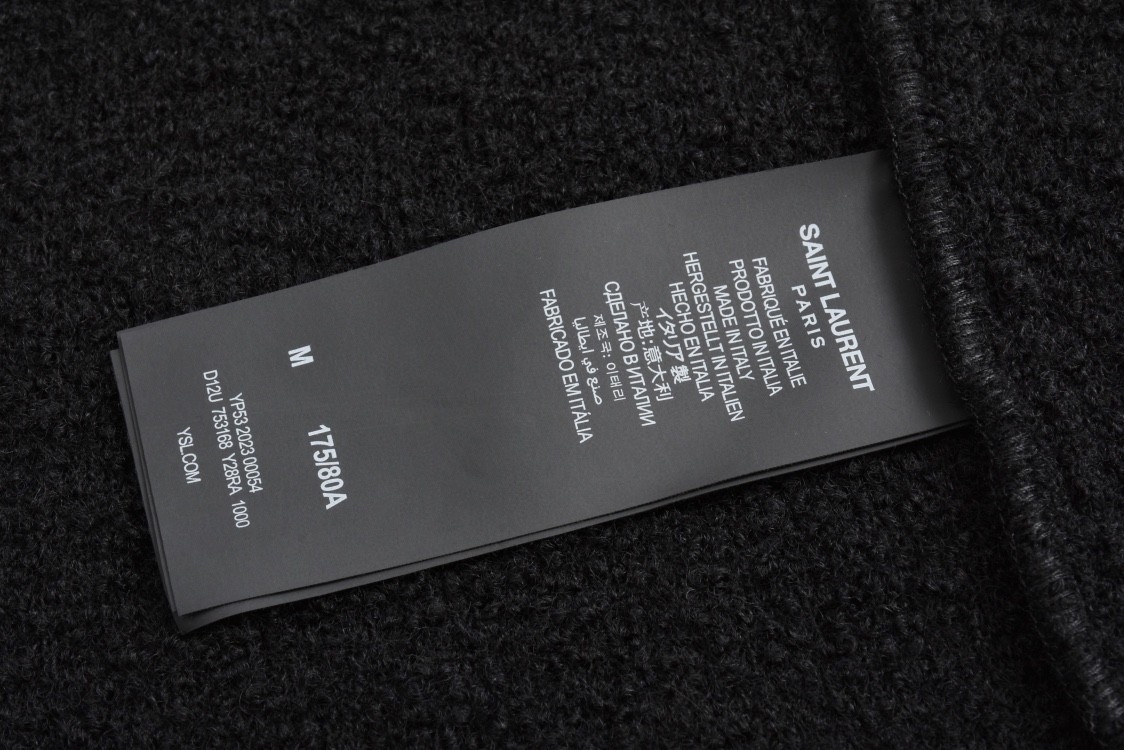 SAINT LAURENT
PARIS
FABRIQUÉ EN ITALIE
PRODOTTO IN ITALIA
MADE IN ITALY
HERGESTELLT IN ITALIEN
HECHO EN ITALIA
イタリア製
产地:意大利
СДЕЛАНО В ИТАЛИИ
제조국: 이태리
صنع في ايطاليا
FABRICADO EM ITÁLIA
M 175/80A
YP53 2023 00054
D12U 753168 Y28RA 1000
YSL.COM